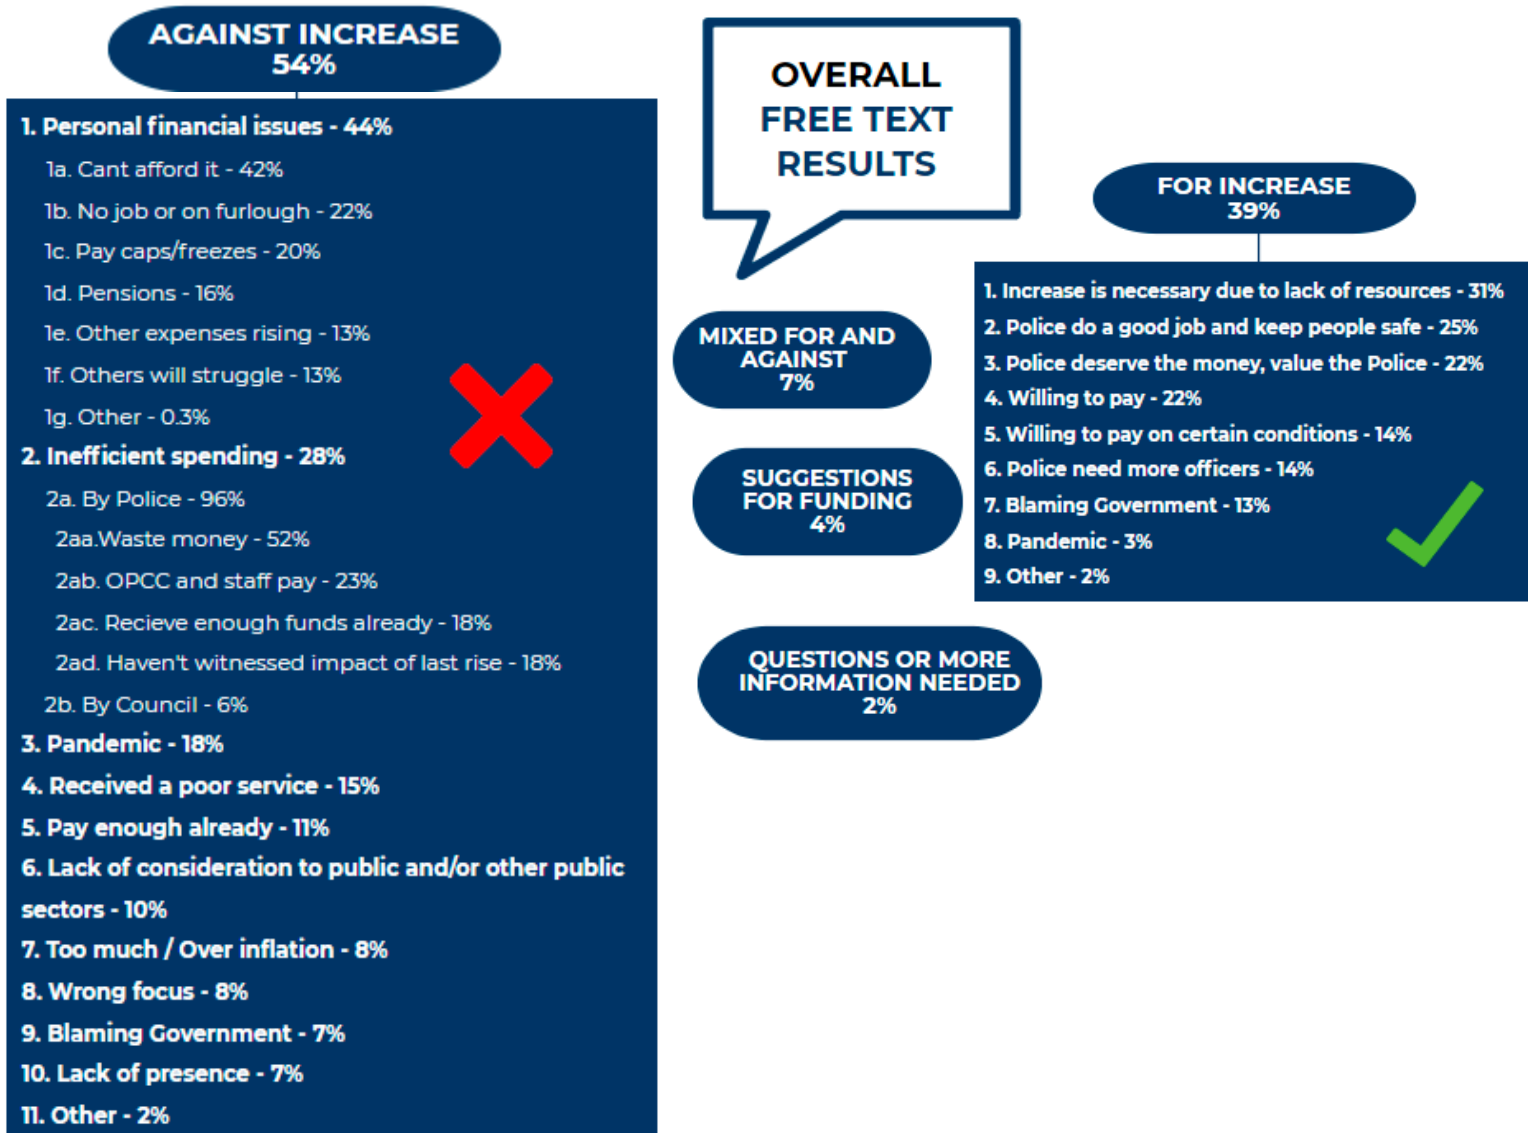 AGAINST INCREASE
54%
1. Personal financial issues - 44%
1a. Cant afford it - 42%
1b. No job or on furlough - 22%
1c. Pay caps/freezes - 20%
1d. Pensions - 16%
1e. Other expenses rising - 13%
1f. Others will struggle - 13%
1g. Other - 0.3%
2. Inefficient spending - 28%
2a. By Police - 96%
2aa.Waste money - 52%
2ab. OPCC and staff pay - 23%
2ac. Recieve enough funds already - 18%
2ad. Haven't witnessed impact of last rise - 18%
2b. By Council - 6%
3. Pandemic - 18%
4. Received a poor service - 15%
5. Pay enough already - 11%
6. Lack of consideration to public and/or other public
sectors - 10%
7. Too much / Over inflation - 8%
8. Wrong focus - 8%
9. Blaming Government - 7%
10. Lack of presence - 7%
11. Other - 2%
OVERALL
FREE TEXT
RESULTS
MIXED FOR AND
AGAINST
7%
SUGGESTIONS
FOR FUNDING
4%
QUESTIONS OR MORE
INFORMATION NEEDED
2%
FOR INCREASE
39%
1. Increase is necessary due to lack of resources - 31%
2. Police do a good job and keep people safe - 25%
3. Police deserve the money, value the Police - 22%
4. Willing to pay - 22%
5. Willing to pay on certain conditions - 14%
6. Police need more officers - 14%
7. Blaming Government - 13%
8. Pandemic - 3%
9. Other - 2%